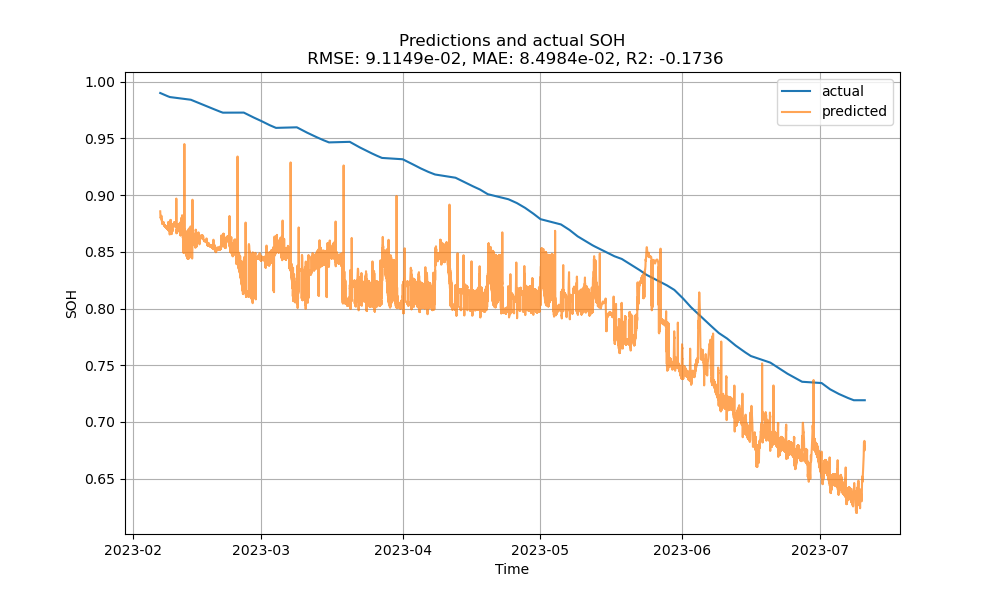 Predictions and actual SOH
RMSE: 9.1149e-02, MAE: 8.4984e-02, R2: -0.1736
actual
predicted
SOH
1.00
0.95
0.90
0.85
0.80
0.75
0.70
0.65
2023-02
2023-03
2023-04
2023-05
2023-06
2023-07
Time